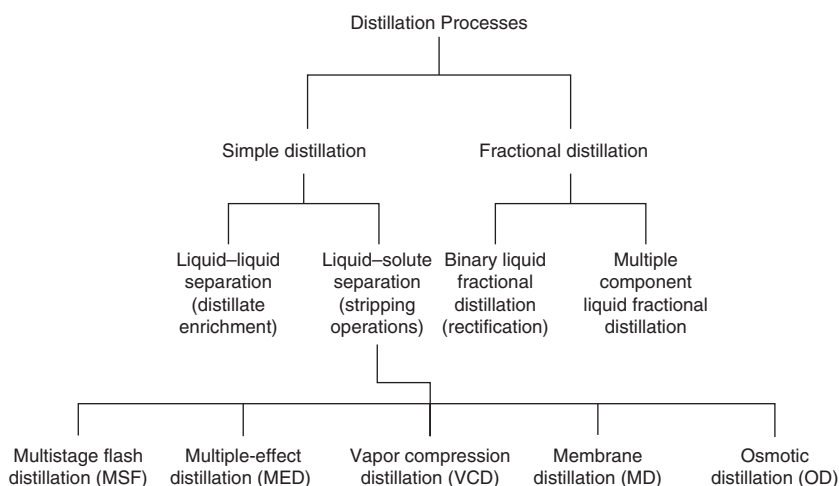 Distillation Processes
Simple distillation
Fractional distillation
Liquid–liquid
separation
(distillate
enrichment)
Liquid–solute
separation
(stripping
operations)
Binary liquid
fractional
distillation
(rectification)
Multiple
component
liquid fractional
distillation
Multistage flash
distillation (MSF)
Multiple-effect
distillation (MED)
Vapor compression
distillation (VCD)
Membrane
distillation (MD)
Osmotic
distillation (OD)